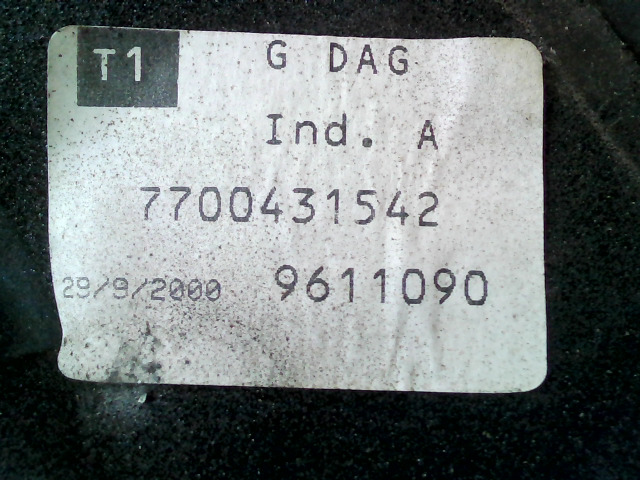 T1 G DAG
Ind. A
7700431542
29/9/2000 9611090